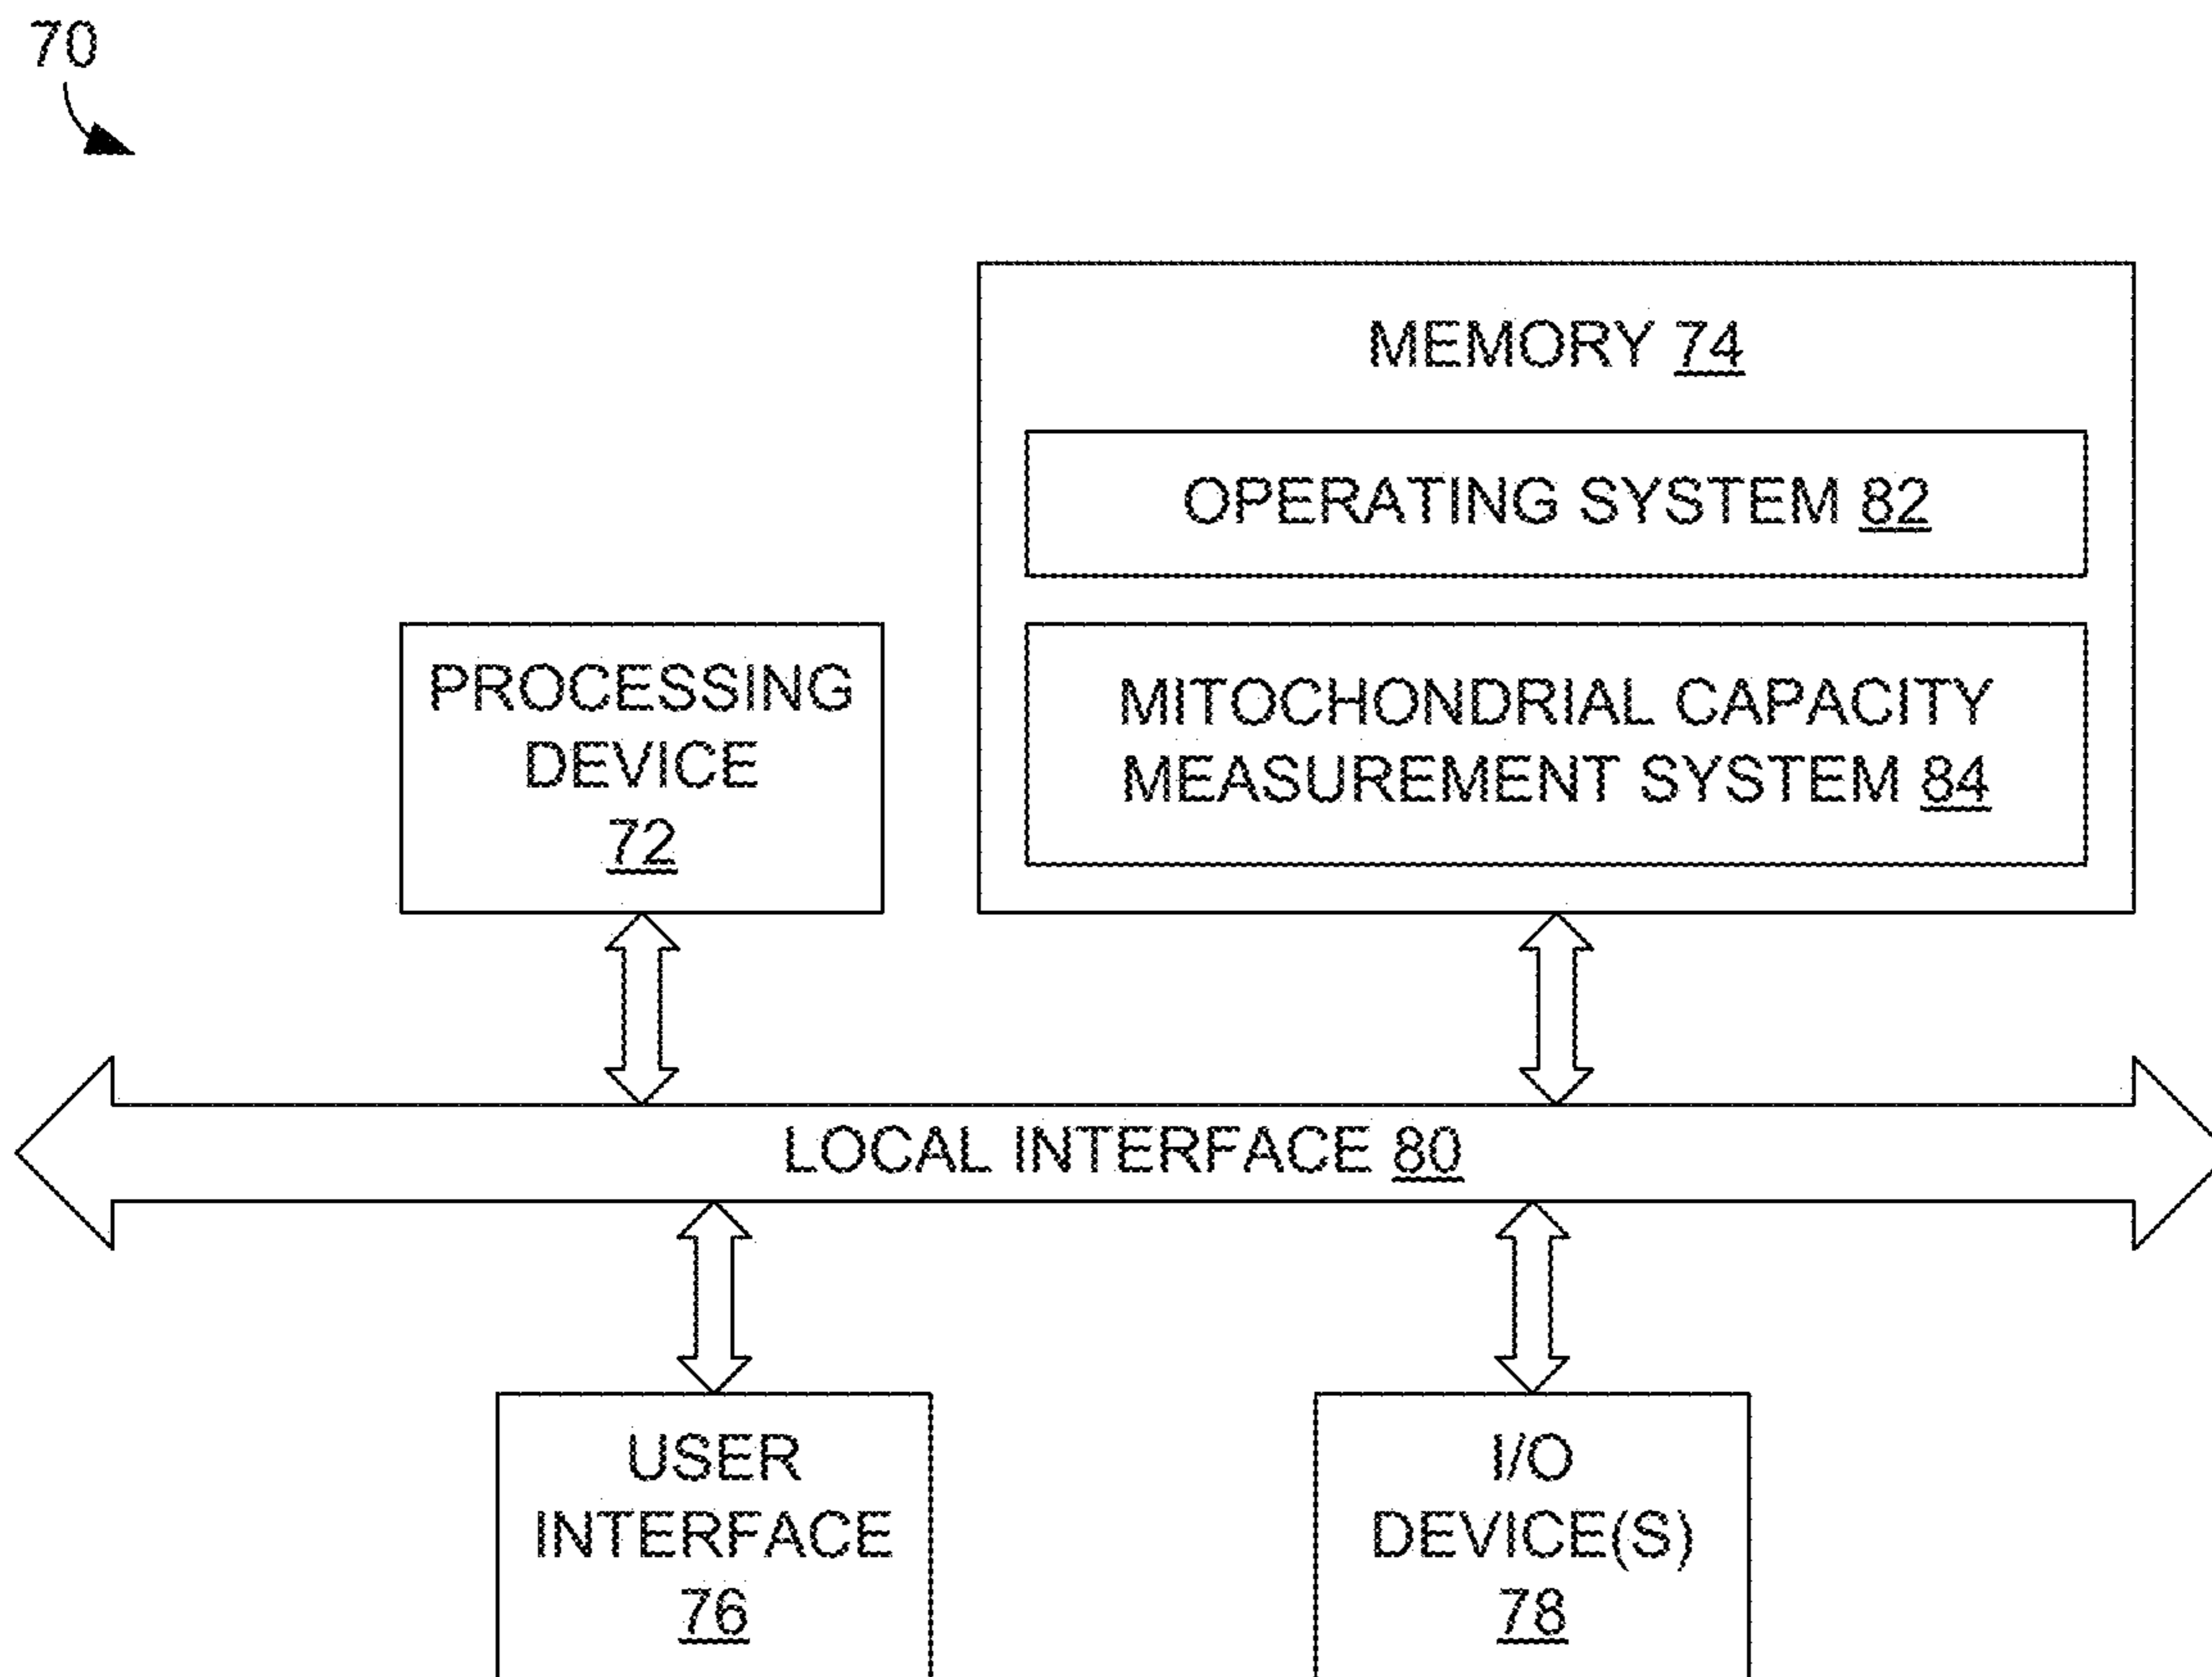 70
MEMORY 74
OPERATING SYSTEM 82
PROCESSING
DEVICE
72
MITOCHONDRIAL CAPACITY
MEASUREMENT SYSTEM 84
LOCAL INTERFACE 80
USER
INTERFACE
76
I/O
DEVICE(S)
78